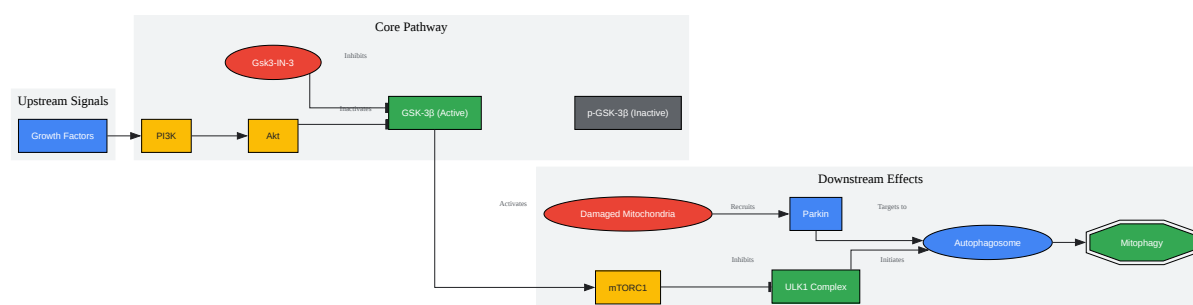 Core Pathway
Gsk3-IN-3
Inhibits
Upstream Signals
Growth Factors
PI3K
Akt
Inactivates
GSK-3β (Active)
p-GSK-3β (Inactive)
Downstream Effects
Activates
Damaged Mitochondria
Recruits
Parkin
Targets to
Autophagosome
Mitophagy
mTORC1
Inhibits
ULK1 Complex
Initiates